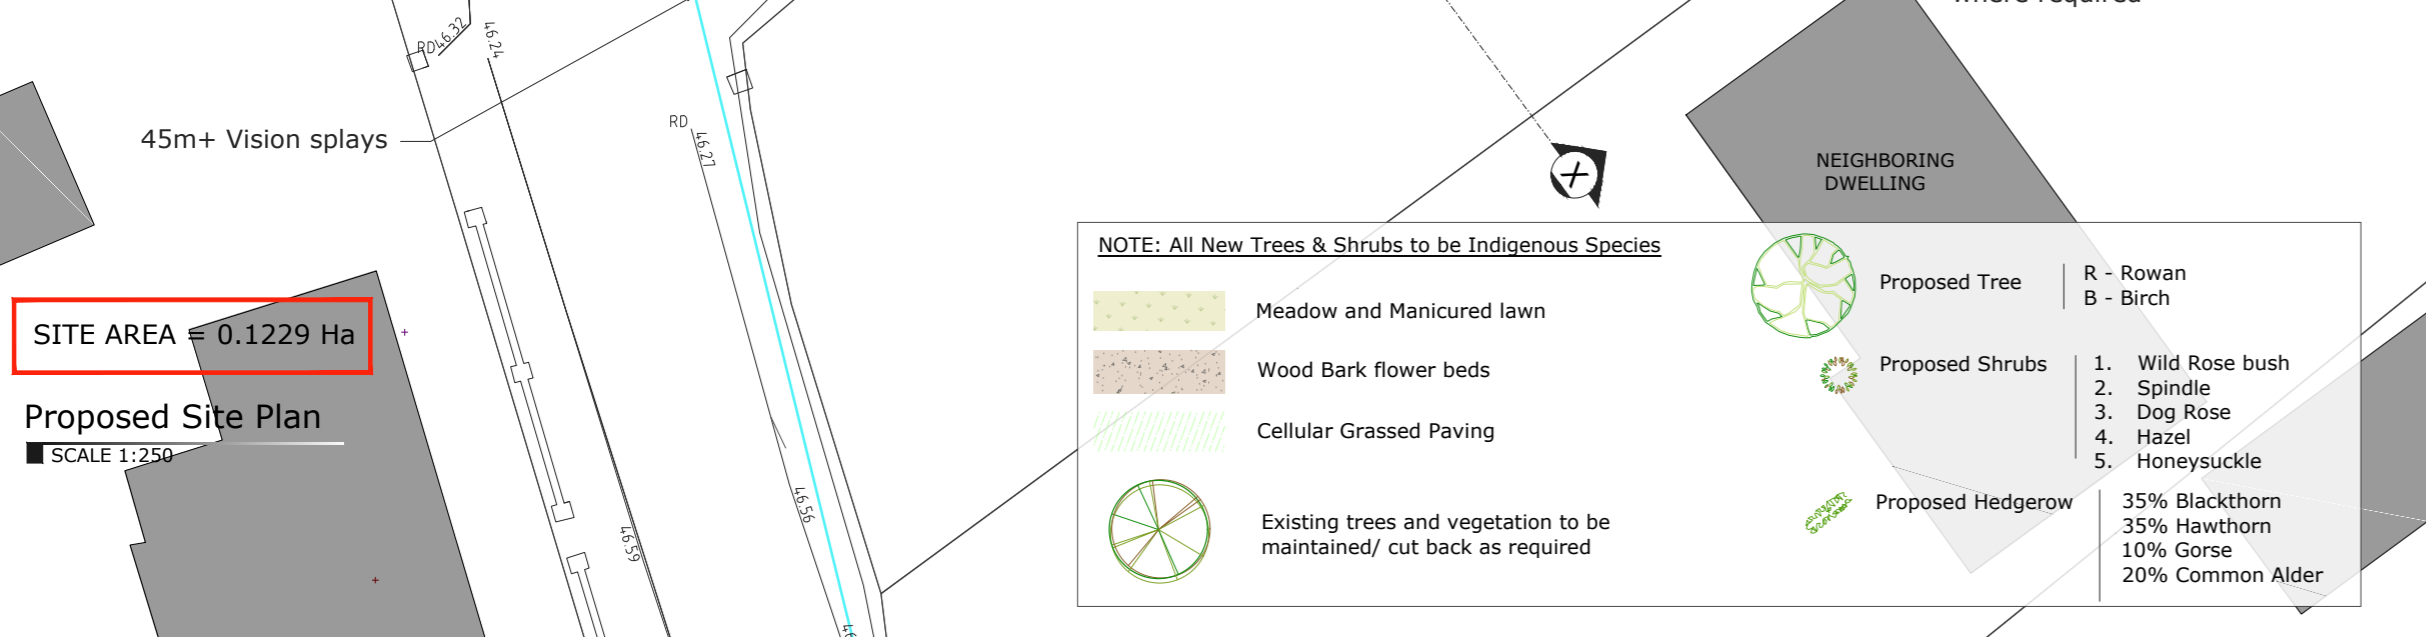 RD
46.32
46.24
45m+ Vision splays
RD
46.27
NEIGHBORING
DWELLING
SITE AREA = 0.1229 Ha
Proposed Site Plan
SCALE 1:250
46.56
46.59
NOTE: All New Trees & Shrubs to be Indigenous Species
Meadow and Manicured lawn
Wood Bark flower beds
Cellular Grassed Paving
Existing trees and vegetation to be
maintained/ cut back as required
Proposed Tree
R - Rowan
B - Birch
Proposed Shrubs
1. Wild Rose bush
2. Spindle
3. Dog Rose
4. Hazel
5. Honeysuckle
Proposed Hedgerow
35% Blackthorn
35% Hawthorn
10% Gorse
20% Common Alder